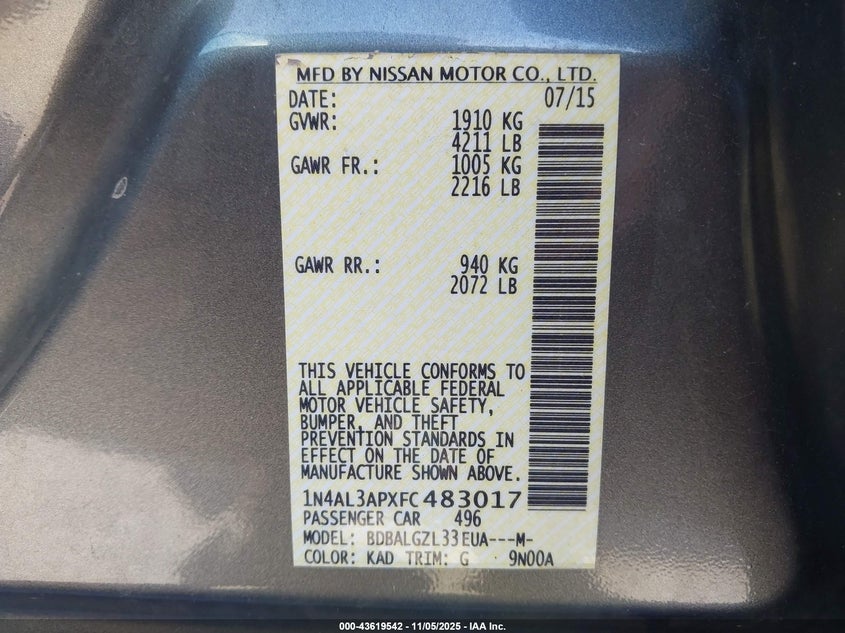 MFD BY NISSAN MOTOR CO., LTD.
DATE: 07/15
GVWR: 1910 KG
4211 LB
GAWR FR.: 1005 KG
2216 LB
GAWR RR.: 940 KG
2072 LB
THIS VEHICLE CONFORMS TO
ALL APPLICABLE FEDERAL
MOTOR VEHICLE SAFETY,
BUMPER, AND THEFT
PREVENTION STANDARDS IN
EFFECT ON THE DATE OF
MANUFACTURE SHOWN ABOVE.
1N4AL3APXFC483017
PASSENGER CAR 496
MODEL: BDBALGZL33EUA---M-
COLOR: KAD TRIM: G 9N00A
000-43619542 - 11/05/2025 - IAA Inc.